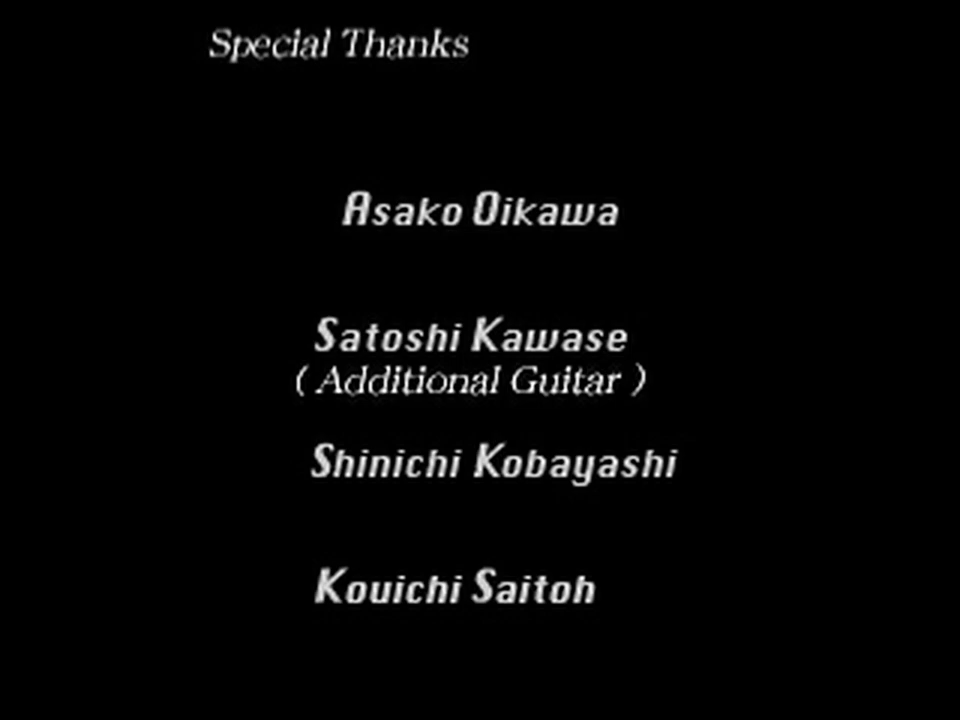 Special Thanks
Asako Oikawa
Satoshi Kawase
( Additional Guitar )
Shinichi Kobayashi
Kouichi Saitoh